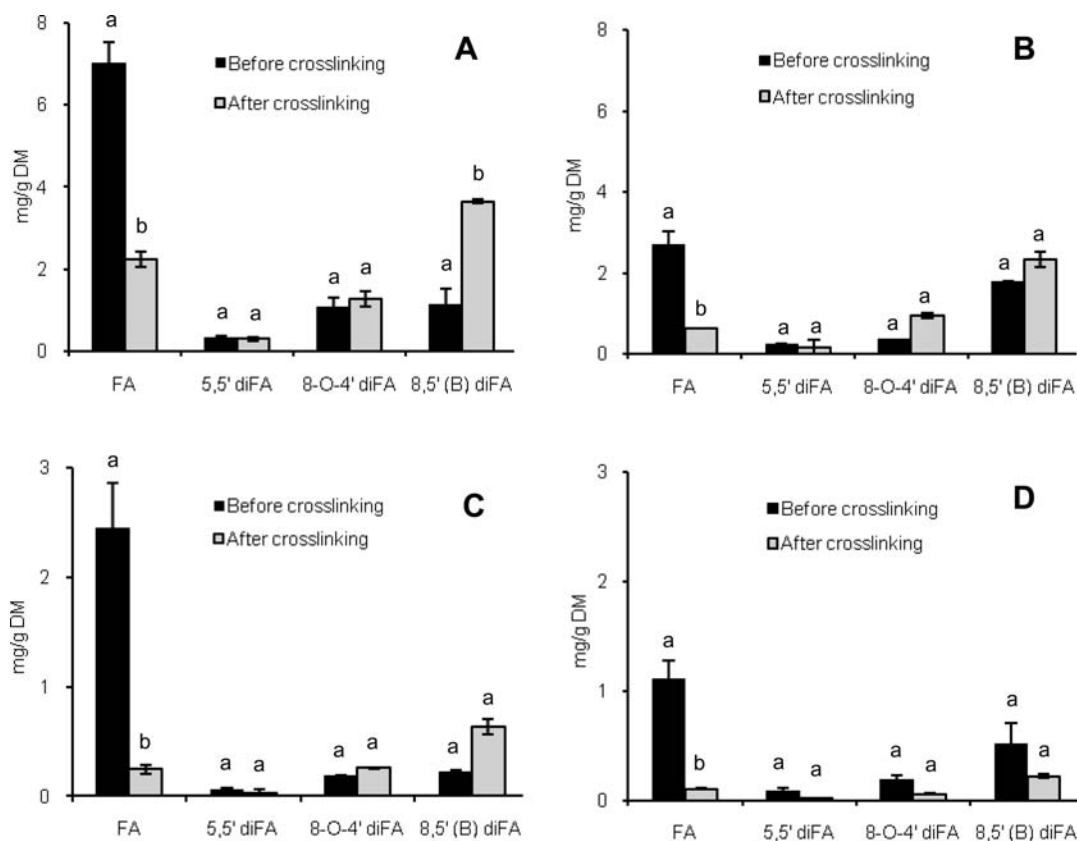 8
6
4
2
0
mg/g DM
A
Before crosslinking
After crosslinking
a
b
a
a
a
a
a
b
FA
5,5' diFA
8-O-4' diFA
8,5' (B) diFA
8
6
4
2
0
mg/g DM
B
Before crosslinking
After crosslinking
a
b
a
a
a
a
a
a
FA
5,5' diFA
8-O-4' diFA
8,5' (B) diFA
3
2
1
0
mg/g DM
C
Before crosslinking
After crosslinking
a
b
a
a
a
a
a
a
FA
5,5' diFA
8-O-4' diFA
8,5' (B) diFA
3
2
1
0
mg/g DM
D
Before crosslinking
After crosslinking
a
b
a
a
a
a
a
a
FA
5,5' diFA
8-O-4' diFA
8,5' (B) diFA